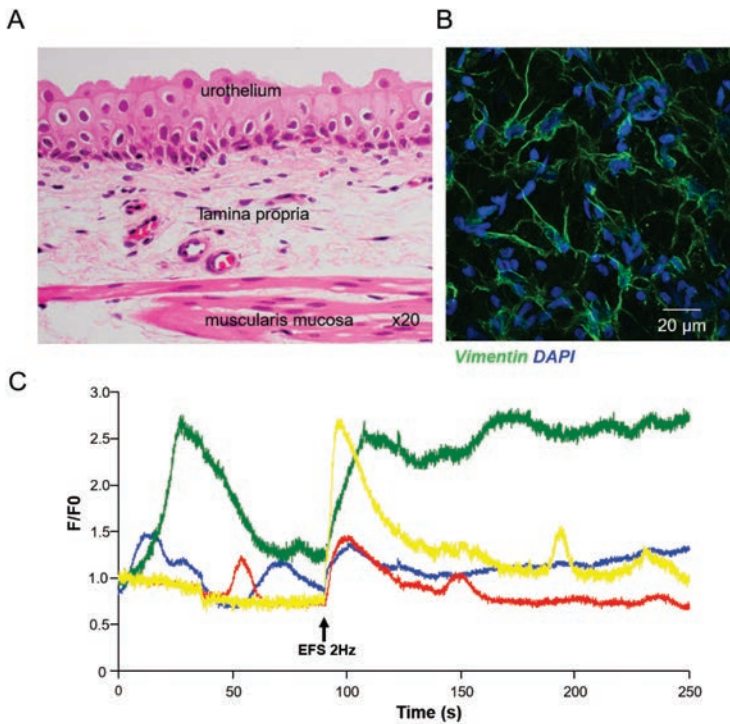 A
urothelium
lamina propria
muscularis mucosa x20
B
20 µm
Vimentin DAPI
C
3.0
2.5
2.0
1.5
1.0
0.5
0
F/F0
EFS 2Hz
0 50 100 150 200 250
Time (s)